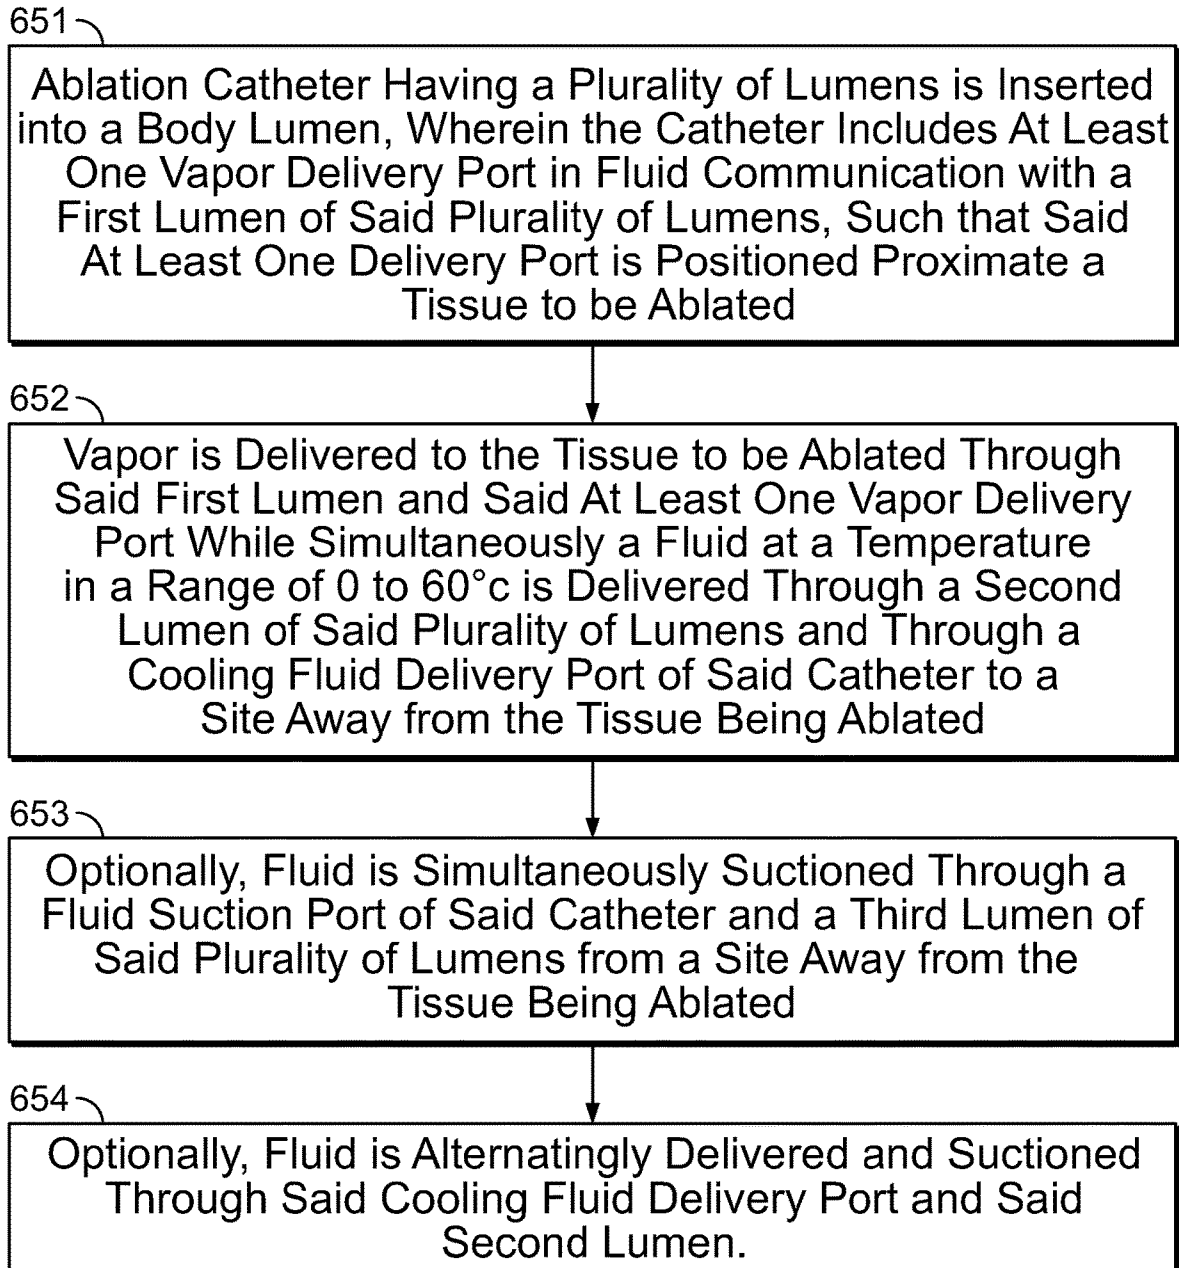 651
Ablation Catheter Having a Plurality of Lumens is Inserted
into a Body Lumen, Wherein the Catheter Includes At Least
One Vapor Delivery Port in Fluid Communication with a
First Lumen of Said Plurality of Lumens, Such that Said
At Least One Delivery Port is Positioned Proximate a
Tissue to be Ablated
652
Vapor is Delivered to the Tissue to be Ablated Through
Said First Lumen and Said At Least One Vapor Delivery
Port While Simultaneously a Fluid at a Temperature
in a Range of 0 to 60°c is Delivered Through a Second
Lumen of Said Plurality of Lumens and Through a
Cooling Fluid Delivery Port of Said Catheter to a
Site Away from the Tissue Being Ablated
653
Optionally, Fluid is Simultaneously Suctioned Through a
Fluid Suction Port of Said Catheter and a Third Lumen of
Said Plurality of Lumens from a Site Away from the
Tissue Being Ablated
654
Optionally, Fluid is Alternatingly Delivered and Suctioned
Through Said Cooling Fluid Delivery Port and Said
Second Lumen.